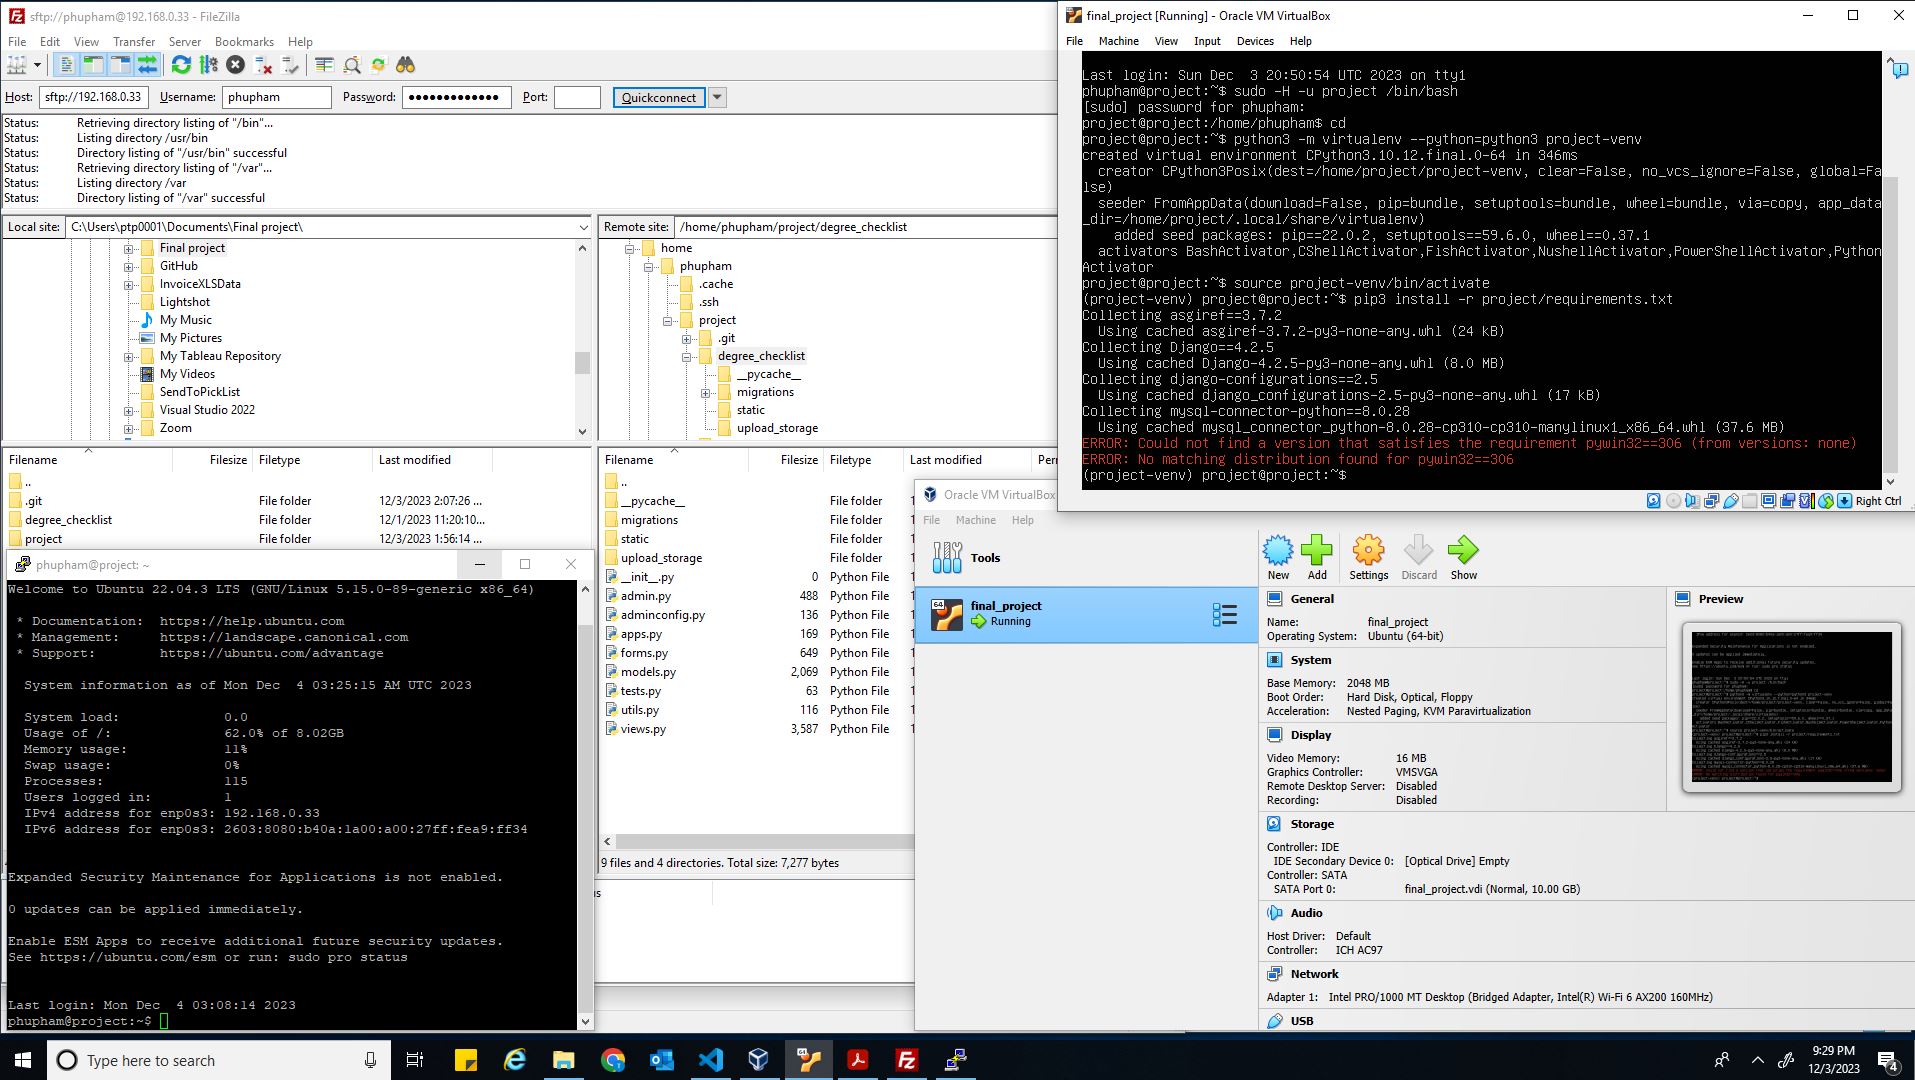 sftp://phupham@192.168.0.33 - FileZilla
File Edit View Transfer Server Bookmarks Help
Host: sftp://192.168.0.33 Username: phupham Password: ●●●●●●●●●●●●● Port: Quickconnect
Status: Retrieving directory listing of "/bin"...
Status: Listing directory /usr/bin
Status: Directory listing of "/usr/bin" successful
Status: Retrieving directory listing of "/var"...
Status: Listing directory /var
Status: Directory listing of "/var" successful
Local site: C:\Users\ptp0001\Documents\Final project\
Final project
GitHub
InvoiceXLSData
Lightshot
My Music
My Pictures
My Tableau Repository
My Videos
SendToPickList
Visual Studio 2022
Zoom
Remote site: /home/phupham/project/degree_checklist
home
phupham
.cache
.ssh
project
.git
degree_checklist
__pycache__
migrations
static
upload_storage
Filename Filesize Filetype Last modified
..
.git File folder 12/3/2023 2:07:26 ...
degree_checklist File folder 12/1/2023 11:20:10...
project File folder 12/3/2023 1:56:14 ...
Filename Filesize Filetype Last modified Per
..
__pycache__ File folder 1
migrations File folder 1
static File folder 1
upload_storage File folder 1
__init__.py 0 Python File 1
admin.py 488 Python File 1
adminconfig.py 136 Python File 1
apps.py 169 Python File 1
forms.py 649 Python File 1
models.py 2,069 Python File 1
tests.py 63 Python File 1
utils.py 116 Python File 1
views.py 3,587 Python File 1
9 files and 4 directories. Total size: 7,277 bytes
phupham@project: ~
Welcome to Ubuntu 22.04.3 LTS (GNU/Linux 5.15.0-89-generic x86_64)
* Documentation: https://help.ubuntu.com
* Management: https://landscape.canonical.com
* Support: https://ubuntu.com/advantage
System information as of Mon Dec 4 03:25:15 AM UTC 2023
System load: 0.0
Usage of /: 62.0% of 8.02GB
Memory usage: 11%
Swap usage: 0%
Processes: 115
Users logged in: 1
IPv4 address for enp0s3: 192.168.0.33
IPv6 address for enp0s3: 2603:8080:b40a:1a00:a00:27ff:fea9:ff34
Expanded Security Maintenance for Applications is not enabled.
0 updates can be applied immediately.
Enable ESM Apps to receive additional future security updates.
See https://ubuntu.com/esm or run: sudo pro status
Last login: Mon Dec 4 03:08:14 2023
phupham@project:~$
final_project [Running] - Oracle VM VirtualBox
File Machine View Input Devices Help
Last login: Sun Dec 3 20:50:54 UTC 2023 on tty1
phupham@project:~$ sudo -H -u project /bin/bash
[sudo] password for phupham:
project@project:/home/phupham$ cd
project@project:~$ python3 -m virtualenv --python=python3 project-venv
created virtual environment CPython3.10.12.final.0-64 in 346ms
creator CPython3Posix(dest=/home/project/project-venv, clear=False, no_vcs_ignore=False, global=Fa
lse)
seeder FromAppData(download=False, pip=bundle, setuptools=bundle, wheel=bundle, via=copy, app_data
_dir=/home/project/.local/share/virtualenv)
added seed packages: pip==22.0.2, setuptools==59.6.0, wheel==0.37.1
activators BashActivator,CShellActivator,FishActivator,NushellActivator,PowerShellActivator,Python
Activator
project@project:~$ source project-venv/bin/activate
(project-venv) project@project:~$ pip3 install -r project/requirements.txt
Collecting asgiref==3.7.2
Using cached asgiref-3.7.2-py3-none-any.whl (24 kB)
Collecting Django==4.2.5
Using cached Django-4.2.5-py3-none-any.whl (8.0 MB)
Collecting django-configurations==2.5
Using cached django_configurations-2.5-py3-none-any.whl (17 kB)
Collecting mysql-connector-python==8.0.28
Using cached mysql_connector_python-8.0.28-cp310-cp310-manylinux1_x86_64.whl (37.6 MB)
ERROR: Could not find a version that satisfies the requirement pywin32==306 (from versions: none)
ERROR: No matching distribution found for pywin32==306
(project-venv) project@project:~$
Right Ctrl
Oracle VM VirtualBox
File Machine Help
Tools
New Add Settings Discard Show
64 final_project
Running
General
Name: final_project
Operating System: Ubuntu (64-bit)
Preview
System
Base Memory: 2048 MB
Boot Order: Hard Disk, Optical, Floppy
Acceleration: Nested Paging, KVM Paravirtualization
Display
Video Memory: 16 MB
Graphics Controller: VMSVGA
Remote Desktop Server: Disabled
Recording: Disabled
Storage
Controller: IDE
IDE Secondary Device 0: [Optical Drive] Empty
Controller: SATA
SATA Port 0: final_project.vdi (Normal, 10.00 GB)
Audio
Host Driver: Default
Controller: ICH AC97
Network
Adapter 1: Intel PRO/1000 MT Desktop (Bridged Adapter, Intel(R) Wi-Fi 6 AX200 160MHz)
USB
Type here to search
9:29 PM
12/3/2023
4